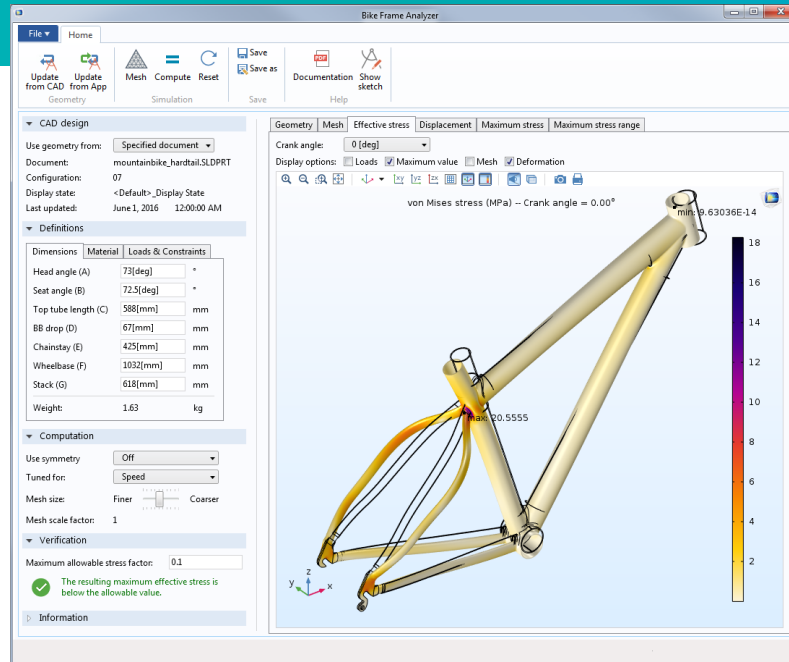 Bike Frame Analyzer
File Home
Update from CAD
Update from App
Mesh
Compute
Reset
Save
Save as
Documentation
Show sketch
Geometry
Simulation
Save
Help
CAD design
Use geometry from: Specified document
Document: mountainbike_hardtail.SLDPRT
Configuration: 07
Display state: <Default>_Display State
Last updated: June 1, 2016 12:00:00 AM
Definitions
Dimensions Material Loads & Constraints
Head angle (A) 73[deg] °
Seat angle (B) 72.5[deg] °
Top tube length (C) 588[mm] mm
BB drop (D) 67[mm] mm
Chainstay (E) 425[mm] mm
Wheelbase (F) 1032[mm] mm
Stack (G) 618[mm] mm
Weight: 1.63 kg
Computation
Use symmetry Off
Tuned for: Speed
Mesh size: Finer Coarser
Mesh scale factor: 1
Verification
Maximum allowable stress factor: 0.1
The resulting maximum effective stress is
below the allowable value.
Information
Geometry Mesh Effective stress Displacement Maximum stress Maximum stress range
Crank angle: 0 [deg]
Display options: Loads Maximum value Mesh Deformation
von Mises stress (MPa) -- Crank angle = 0.00°
min: 9.63036E-14
max: 20.5555
18
16
14
12
10
8
6
4
2
z
y
x